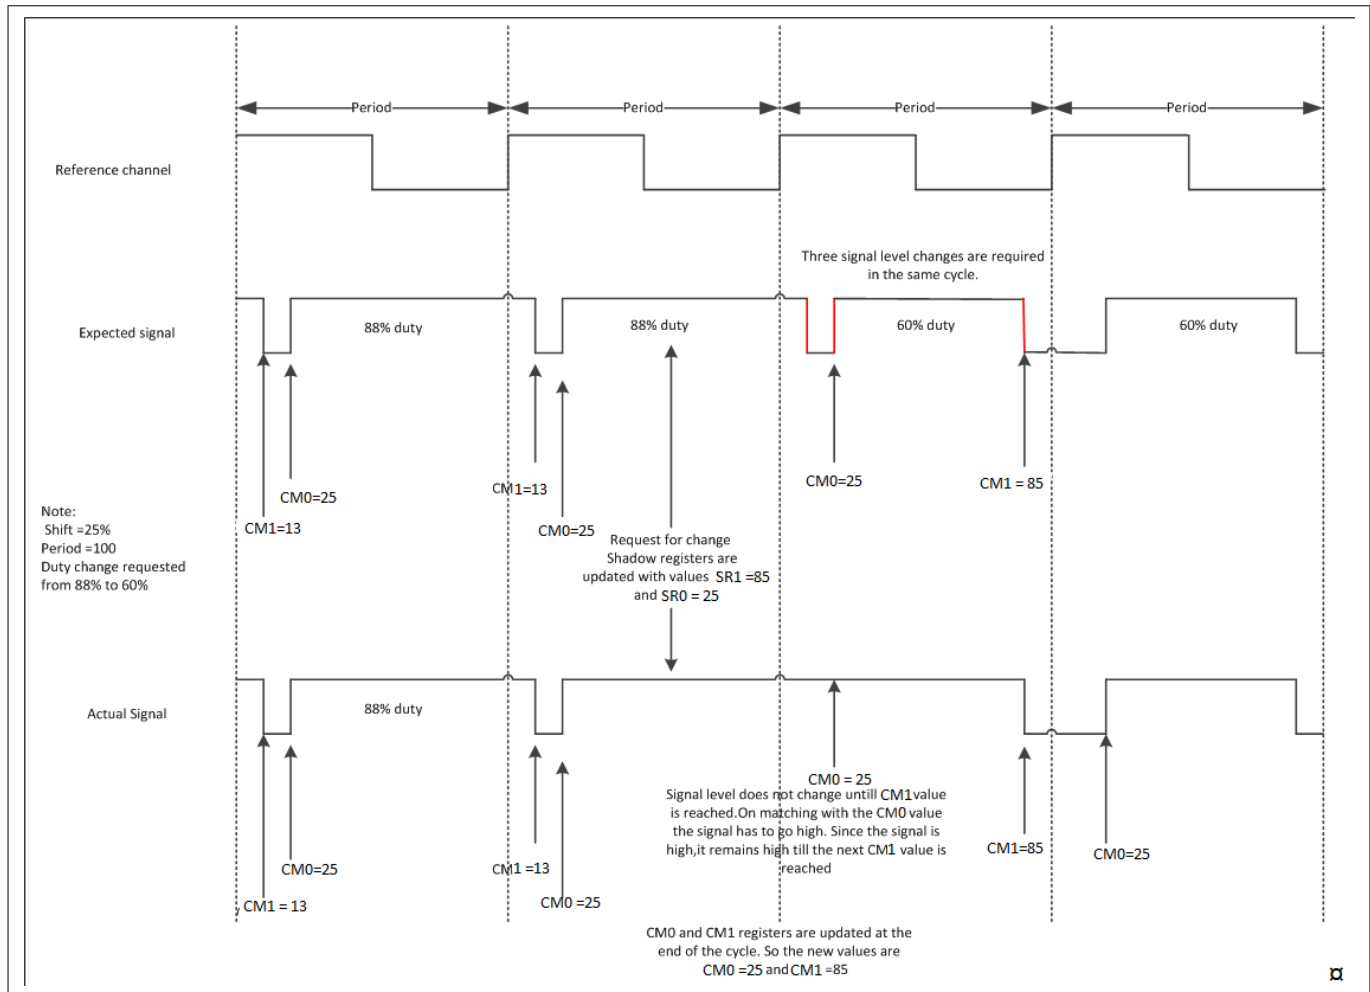 Period
Period
Period
Period
Reference channel
Three signal level changes are required
in the same cycle.
Expected signal
88% duty
88% duty
60% duty
60% duty
CM0=25
CM1=13
CM1=13
CM0=25
CM0=25
CM1 = 85
Note:
Shift =25%
Period =100
Duty change requested
from 88% to 60%
Request for change
Shadow registers are
updated with values SR1 =85
and SR0 = 25
Actual Signal
88% duty
CM0=25
, CM1 = 13
CM1 =13
CM0 =25
CM0 = 25
Signal level does not change untill CM1 value
is reached.On matching with the CM0 value
the signal has to go high. Since the signal is
high,it remains high till the next CM1 value is
reached
CM1=85
CM0=25
CM0 and CM1 registers are updated at the
end of the cycle. So the new values are
CM0 =25 and CM1 =85
¤